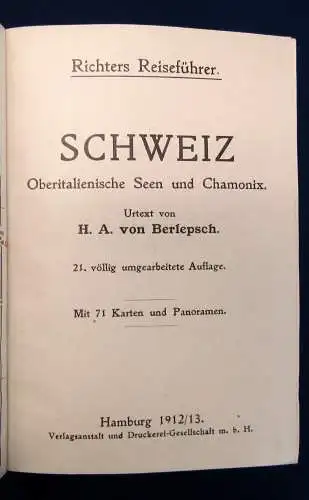 Richters Reiseführer.
SCHWEIZ
Oberitalienische Seen und Chamonix.
Urtext von
H. A. von Berlepsch.
21. völlig umgearbeitete Auflage.
Mit 71 Karten und Panoramen.
Hamburg 1912/13.
Verlagsanstalt und Druckerei-Gesellschaft m. b. H.